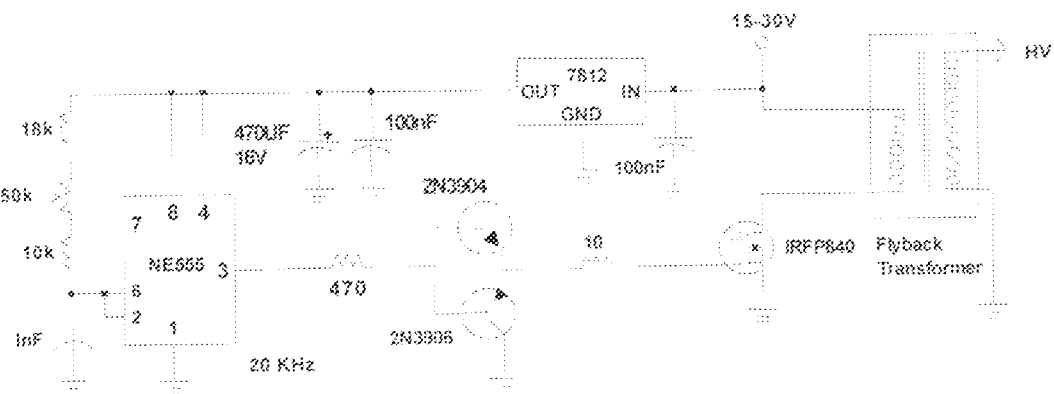 15-30V
HV
7812
OUT
IN
GND
18k
470UF
16V
+
100nF
100nF
2N3904
50k
7
8
4
10k
NE555
3
6
2
1
470
10
IRFP840
Flyback
Transformer
2N3906
1nF
20 KHz